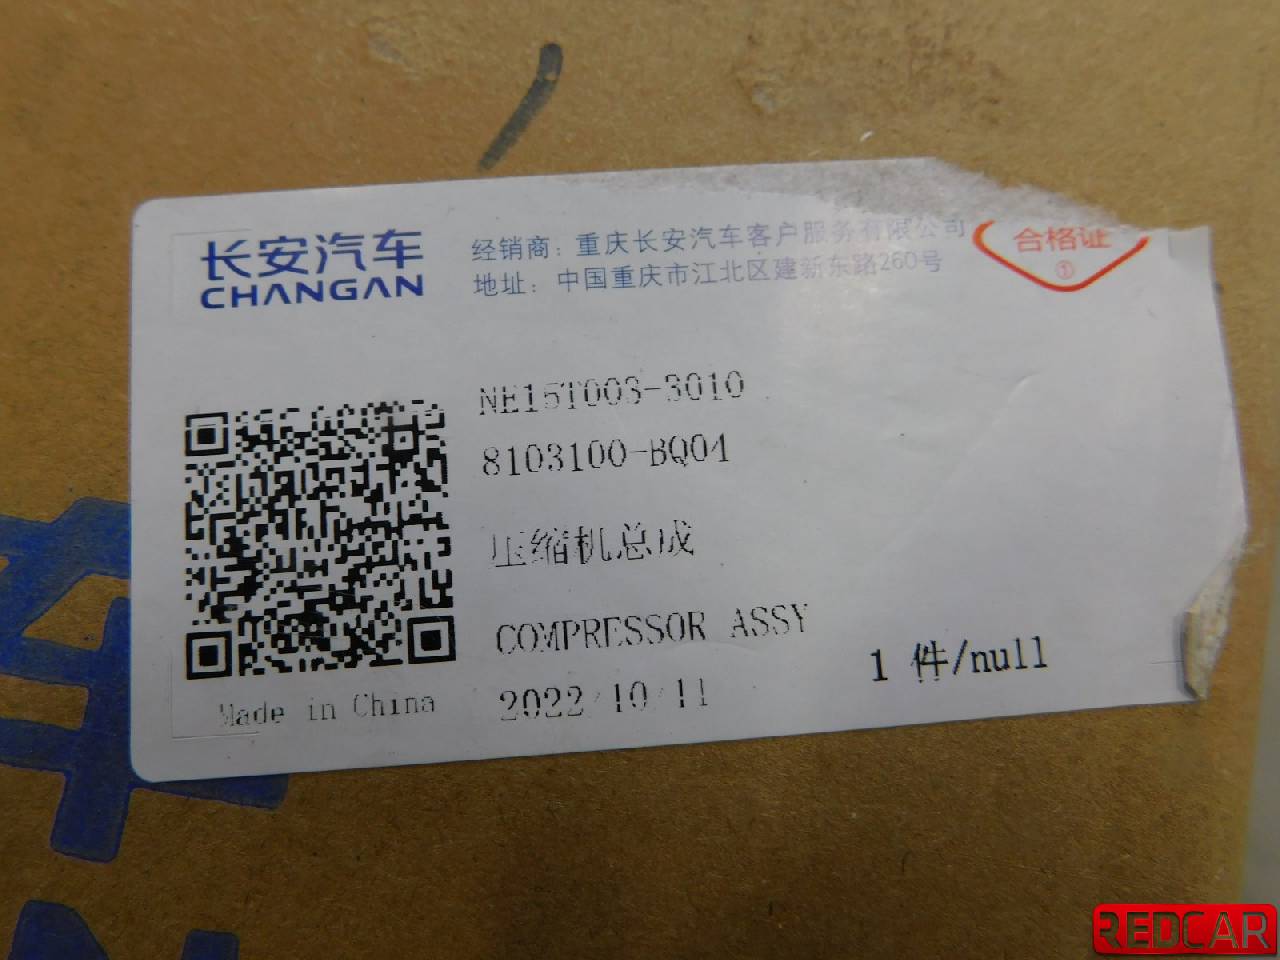 长安汽车
CHANGAN
经销商：重庆长安汽车客户服务有限公司
地址：中国重庆市江北区建新东路260号
合格证
①
NE15T003-3010
8103100-BQ04
压缩机总成
COMPRESSOR ASSY
2022/10/11
1 件/null
Made in China
REDCAR